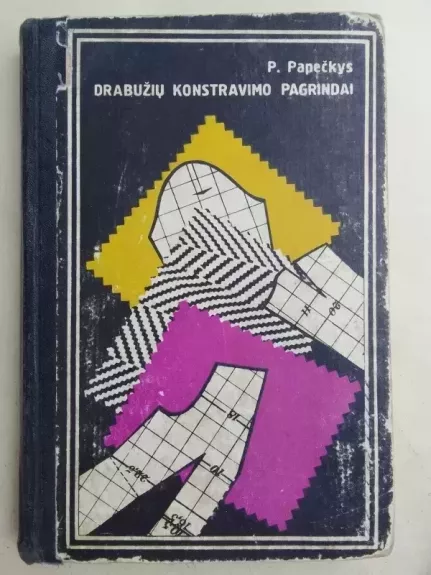 P. Papečkys
DRABUŽIŲ KONSTRAVIMO PAGRINDAI